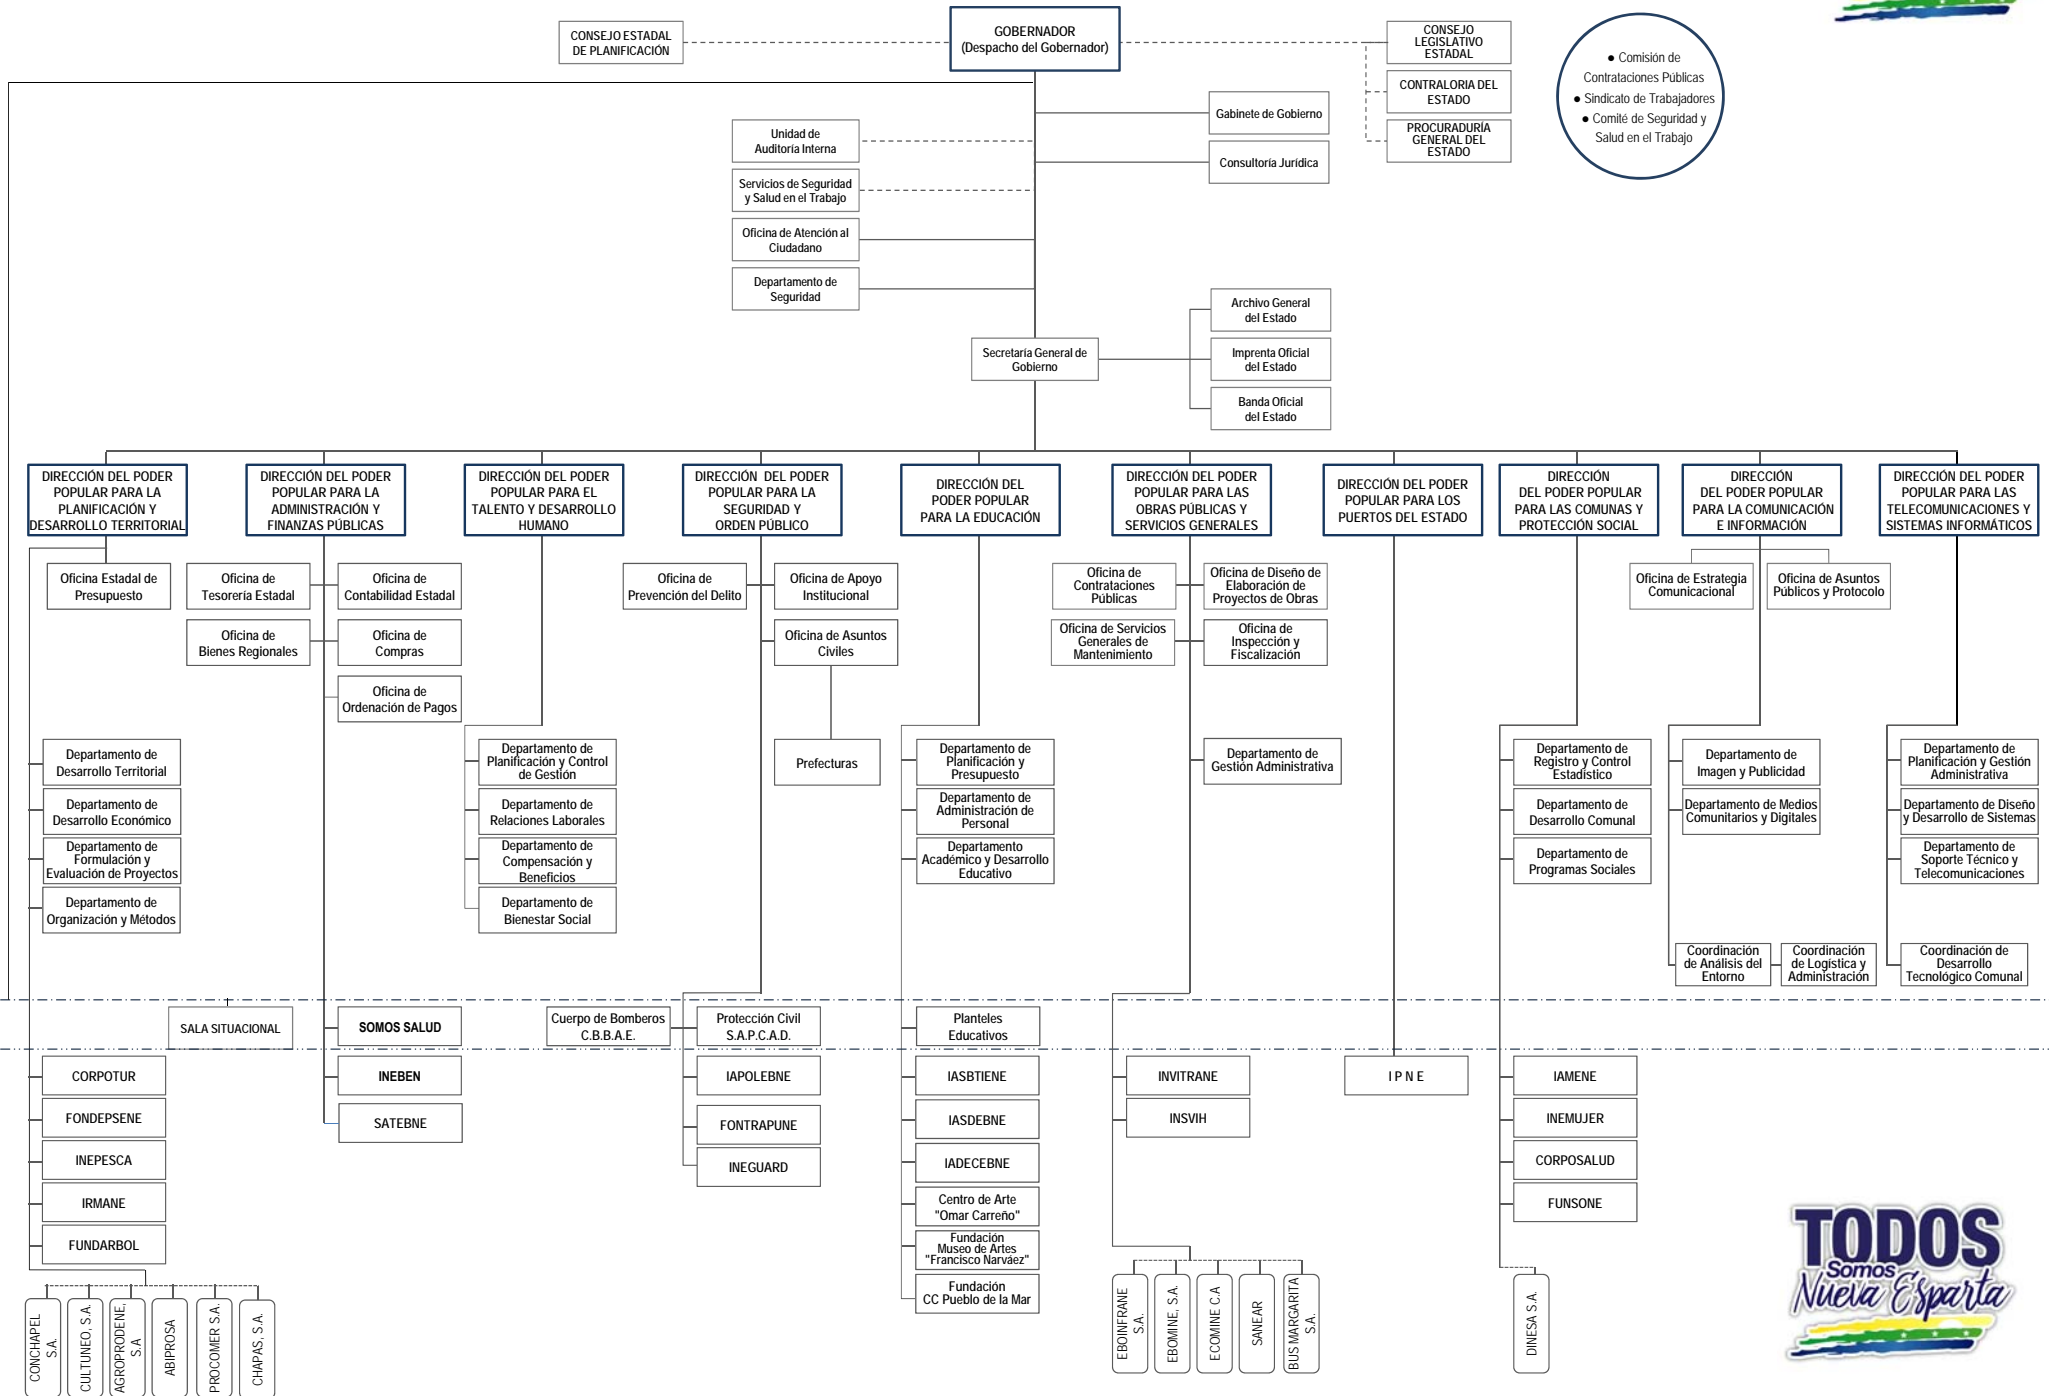 CONSEJO ESTADAL
DE PLANIFICACIÓN
GOBERNADOR
(Despacho del Gobernador)
CONSEJO
LEGISLATIVO
ESTADAL
CONTRALORIA DEL
ESTADO
PROCURADURÍA
GENERAL DEL
ESTADO
● Comisión de
Contrataciones Públicas
● Sindicato de Trabajadores
● Comité de Seguridad y
Salud en el Trabajo
Gabinete de Gobierno
Consultoría Jurídica
Unidad de
Auditoría Interna
Servicios de Seguridad
y Salud en el Trabajo
Oficina de Atención al
Ciudadano
Departamento de
Seguridad
Secretaría General de
Gobierno
Archivo General
del Estado
Imprenta Oficial
del Estado
Banda Oficial
del Estado
DIRECCIÓN DEL PODER
POPULAR PARA LA
PLANIFICACIÓN Y
DESARROLLO TERRITORIAL
DIRECCIÓN DEL PODER
POPULAR PARA LA
ADMINISTRACIÓN Y
FINANZAS PÚBLICAS
DIRECCIÓN DEL PODER
POPULAR PARA EL
TALENTO Y DESARROLLO
HUMANO
DIRECCIÓN DEL PODER
POPULAR PARA LA
SEGURIDAD Y
ORDEN PÚBLICO
DIRECCIÓN DEL
PODER POPULAR
PARA LA EDUCACIÓN
DIRECCIÓN DEL PODER
POPULAR PARA LAS
OBRAS PÚBLICAS Y
SERVICIOS GENERALES
DIRECCIÓN DEL PODER
POPULAR PARA LOS
PUERTOS DEL ESTADO
DIRECCIÓN
DEL PODER POPULAR
PARA LAS COMUNAS Y
PROTECCIÓN SOCIAL
DIRECCIÓN
DEL PODER POPULAR
PARA LA COMUNICACIÓN
E INFORMACIÓN
DIRECCIÓN DEL PODER
POPULAR PARA LAS
TELECOMUNICACIONES Y
SISTEMAS INFORMÁTICOS
Oficina Estadal de
Presupuesto
Oficina de
Tesorería Estadal
Oficina de
Contabilidad Estadal
Oficina de
Bienes Regionales
Oficina de
Compras
Oficina de
Ordenación de Pagos
Oficina de
Prevención del Delito
Oficina de Apoyo
Institucional
Oficina de Asuntos
Civiles
Prefecturas
Oficina de
Contrataciones
Públicas
Oficina de Diseño de
Elaboración de
Proyectos de Obras
Oficina de Servicios
Generales de
Mantenimiento
Oficina de
Inspección y
Fiscalización
Oficina de Estrategia
Comunicacional
Oficina de Asuntos
Públicos y Protocolo
Departamento de
Desarrollo Territorial
Departamento de
Desarrollo Económico
Departamento de
Formulación y
Evaluación de Proyectos
Departamento de
Organización y Métodos
Departamento de
Planificación y Control
de Gestión
Departamento de
Relaciones Laborales
Departamento de
Compensación y
Beneficios
Departamento de
Bienestar Social
Departamento de
Planificación y
Presupuesto
Departamento de
Administración de
Personal
Departamento
Académico y Desarrollo
Educativo
Departamento de
Gestión Administrativa
Departamento de
Registro y Control
Estadístico
Departamento de
Desarrollo Comunal
Departamento de
Programas Sociales
Departamento de
Imagen y Publicidad
Departamento de Medios
Comunitarios y Digitales
Coordinación
de Análisis del
Entorno
Coordinación
de Logística y
Administración
Departamento de
Planificación y Gestión
Administrativa
Departamento de Diseño
y Desarrollo de Sistemas
Departamento de
Soporte Técnico y
Telecomunicaciones
Coordinación de
Desarrollo
Tecnológico Comunal
SALA SITUACIONAL
SOMOS SALUD
Cuerpo de Bomberos
C.B.B.A.E.
Protección Civil
S.A.P.C.A.D.
Planteles
Educativos
CORPOTUR
FONDEPSENE
INEPESCA
IRMANE
FUNDARBOL
INEBEN
SATEBNE
IAPOLEBNE
FONTRAPUNE
INEGUARD
IASBTIENE
IASDEBNE
IADECEBNE
Centro de Arte
"Omar Carreño"
Fundación
Museo de Artes
"Francisco Narváez"
Fundación
CC Pueblo de la Mar
INVITRANE
INSVIH
I P N E
IAMENE
INEMUJER
CORPOSALUD
FUNSONE
CONCHAPEL
S.A.
CULTUNEO, S.A.
AGROPRODENE,
S.A
ABIPROSA
PROCOMER S.A.
CHAPAS, S.A.
EBOINFRANE
S.A.
EBOMINE, S.A.
ECOMINE C.A
SANEAR
BUS MARGARITA
S.A.
DINESA S.A.
TODOS
Somos
Nueva Esparta